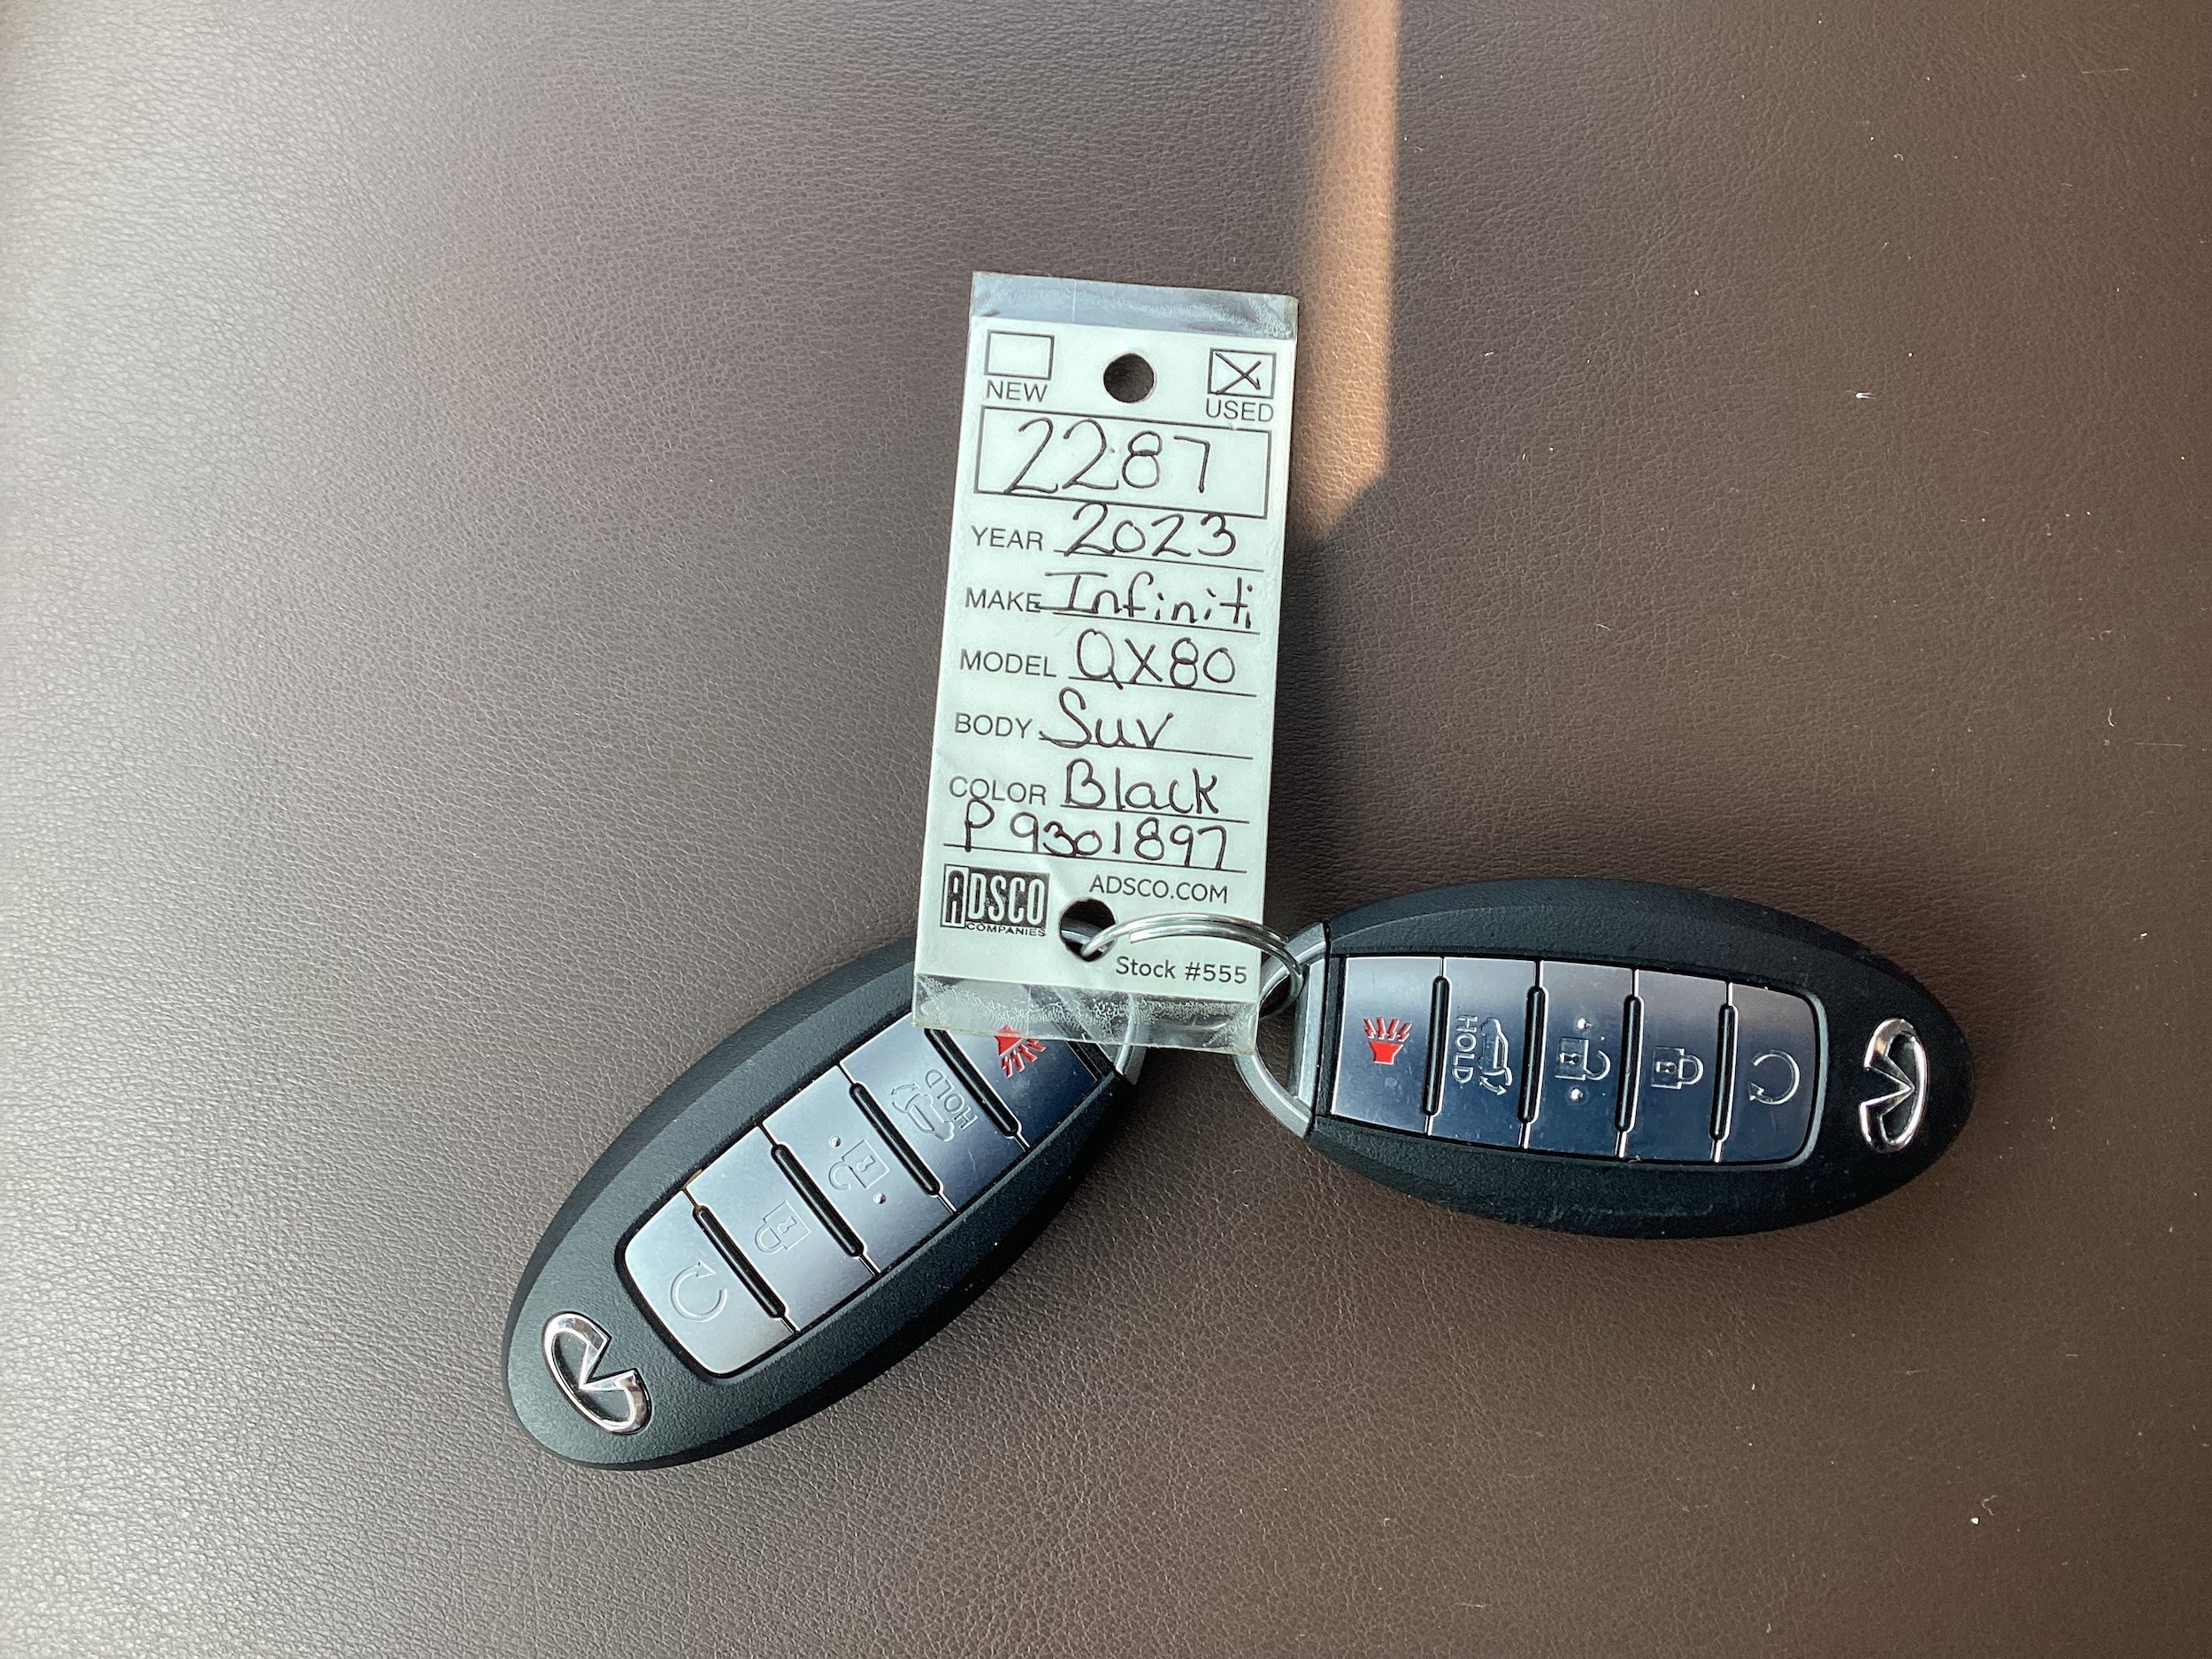 NEW USED
2287
YEAR 2023
MAKE Infiniti
MODEL QX80
BODY Suv
COLOR Black
P9301897
ADSCO COMPANIES ADSCO.COM
Stock #555
HOLD
HOLD